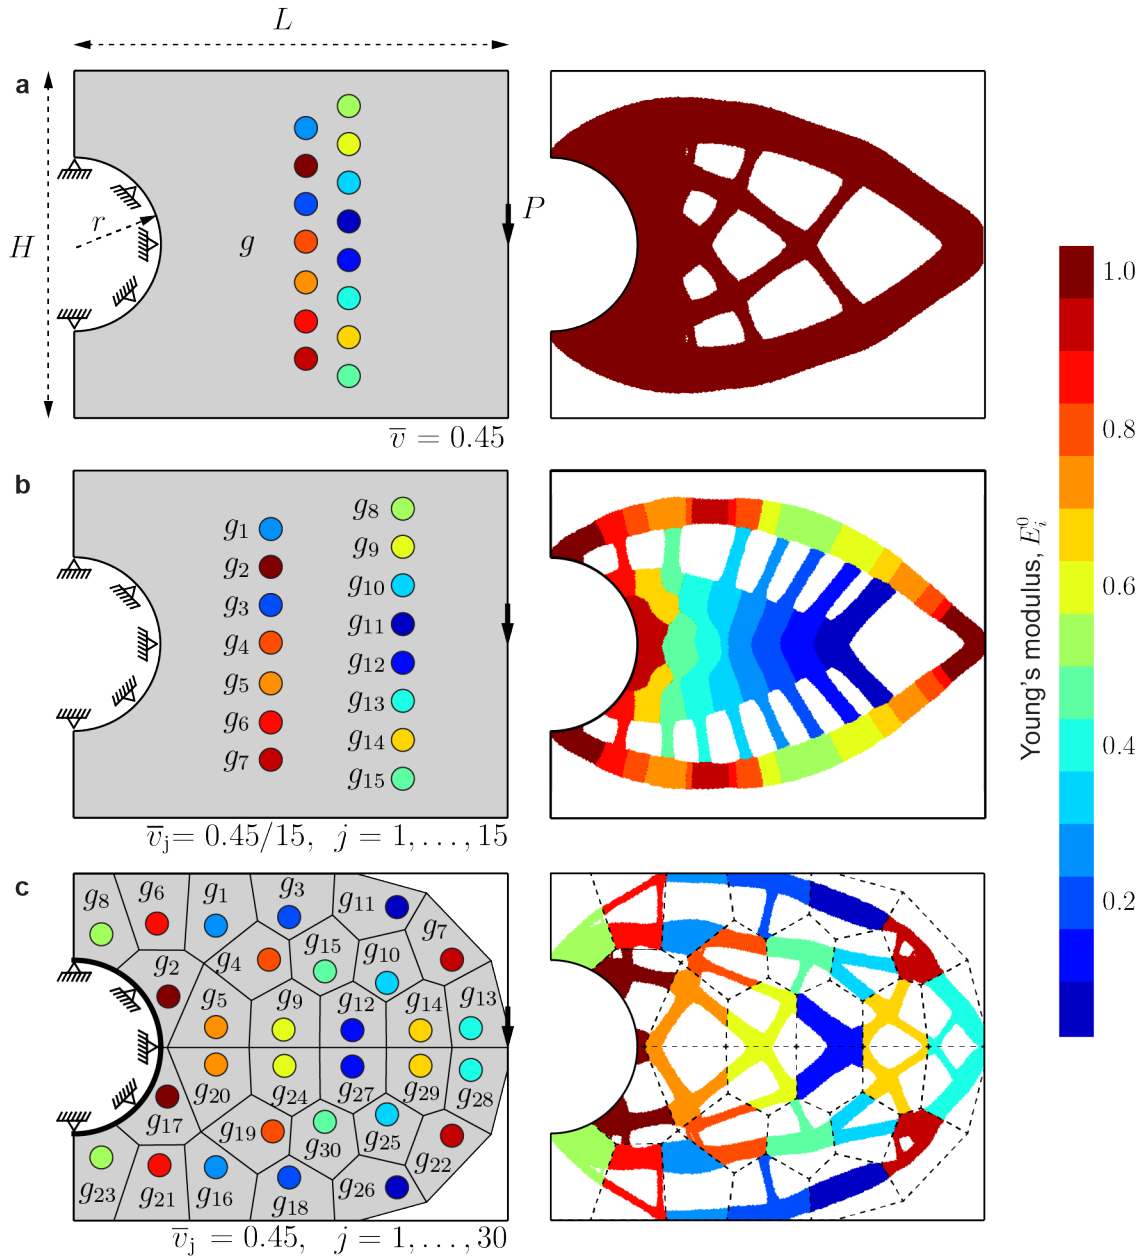 L
a
H
r
g
P
v̅ = 0.45
b
g₁
g₂
g₃
g₄
g₅
g₆
g₇
g₈
g₉
g₁₀
g₁₁
g₁₂
g₁₃
g₁₄
g₁₅
v̅ⱼ = 0.45/15, j = 1, . . . , 15
c
g₈ g₆ g₁ g₃ g₁₁
g₂ g₄ g₁₅ g₁₀ g₇
g₅ g₉ g₁₂ g₁₄ g₁₃
g₂₀ g₂₄ g₂₇ g₂₉ g₂₈
g₁₇ g₁₉ g₃₀ g₂₅ g₂₂
g₂₃ g₂₁ g₁₆ g₁₈ g₂₆
v̅ⱼ = 0.45, j = 1, . . . , 30
1.0
0.8
0.6
0.4
0.2
Young's modulus, Eᵢ⁰